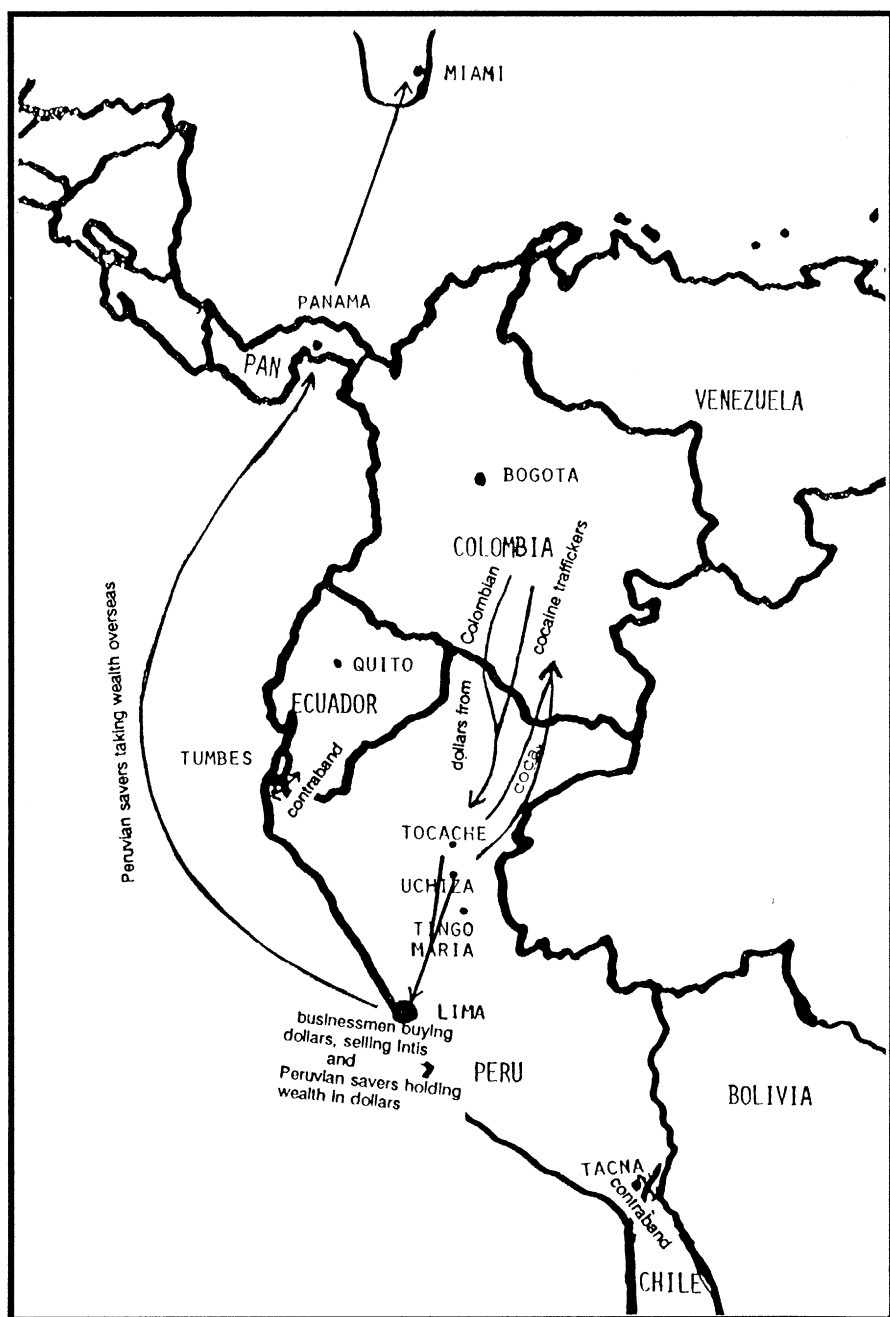 MIAMI
PANAMA
PAN
VENEZUELA
BOGOTA
COLOMBIA
dollars from Colombian cocaine traffickers
QUITO
ECUADOR
Peruvian savers taking wealth overseas
TUMBES
contraband
coca
TOCACHE
UCHIZA
TINGO
MARIA
LIMA
businessmen buying
dollars, selling Intis
and
Peruvian savers holding
wealth in dollars
PERU
BOLIVIA
TACNA
contraband
CHILE